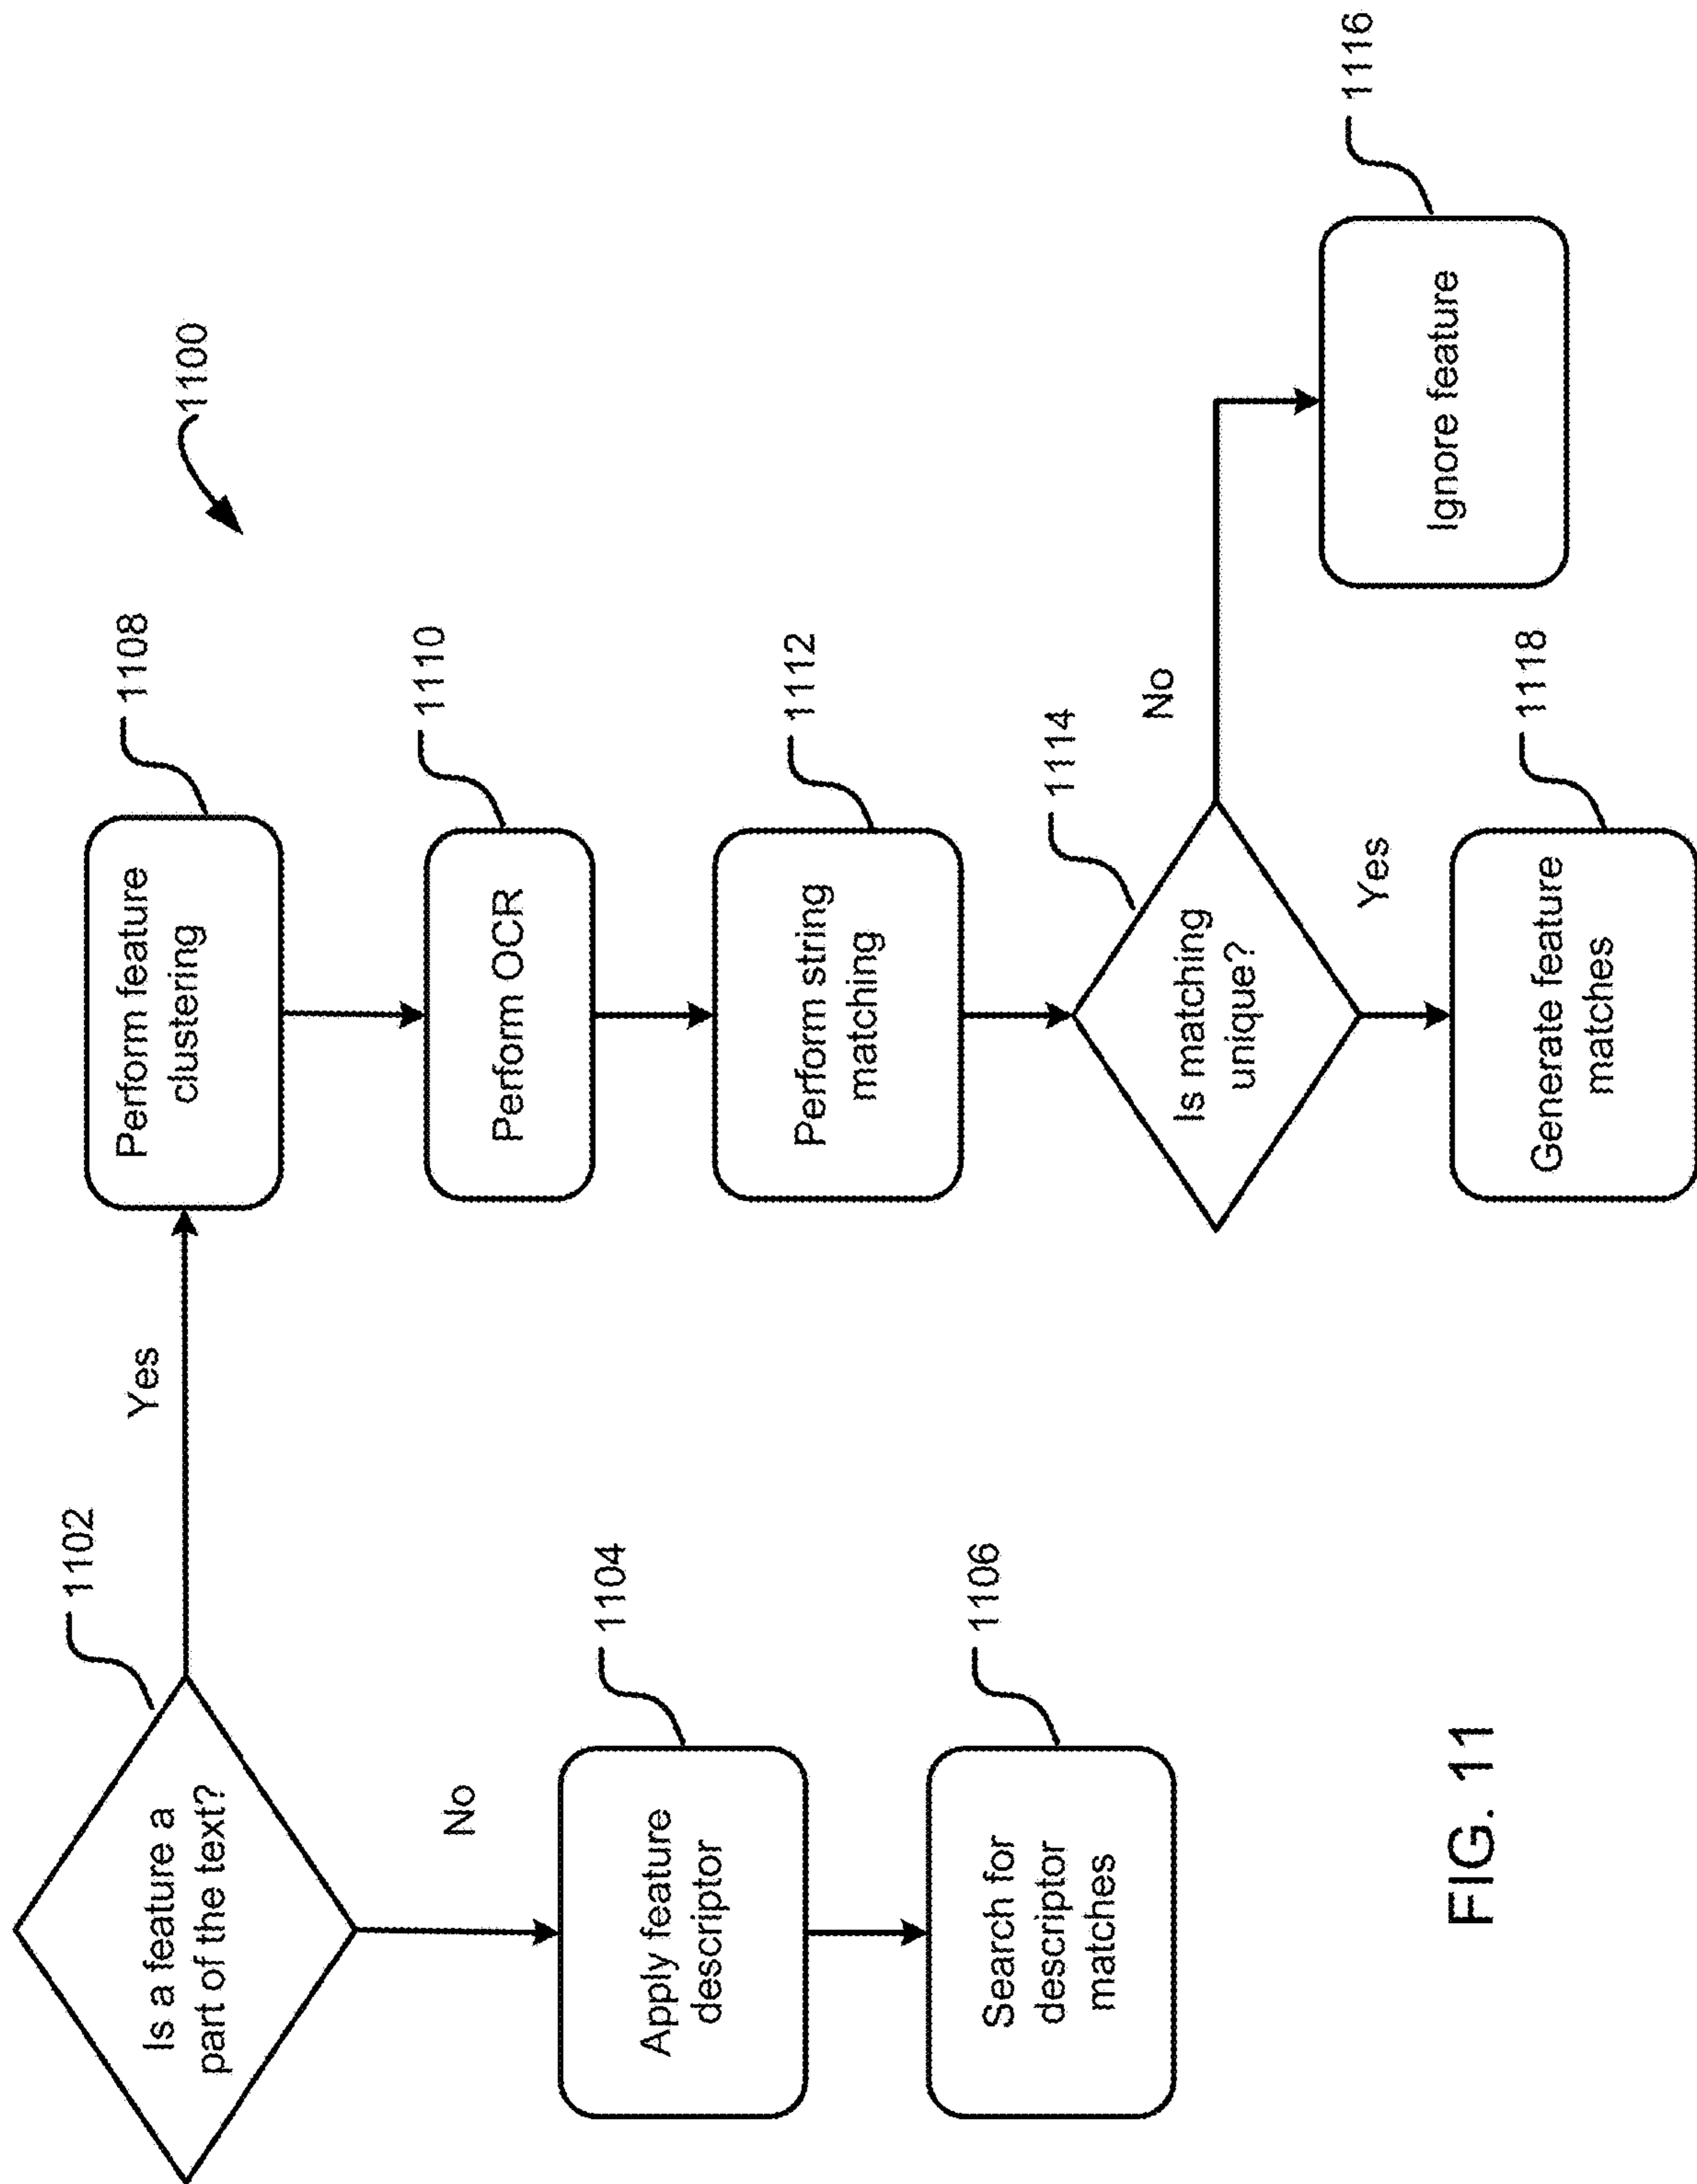 1100
1102
Is a feature a
part of the text?
Yes
No
1104
Apply feature
descriptor
1106
Search for
descriptor
matches
1108
Perform feature
clustering
1110
Perform OCR
1112
Perform string
matching
1114
Is matching
unique?
No
1116
Ignore feature
Yes
1118
Generate feature
matches
FIG. 11